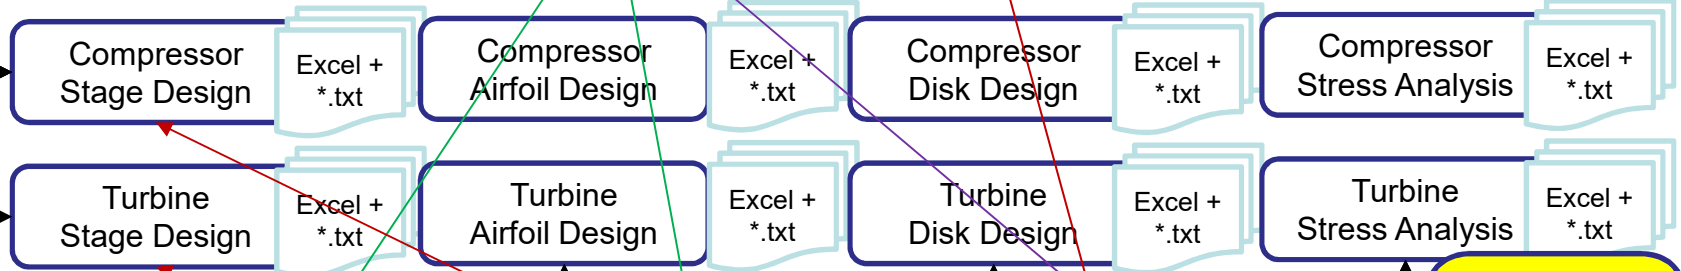 Compressor
Stage Design
Excel +
*.txt
Compressor
Airfoil Design
Excel +
*.txt
Compressor
Disk Design
Excel +
*.txt
Compressor
Stress Analysis
Excel +
*.txt
Turbine
Stage Design
Excel +
*.txt
Turbine
Airfoil Design
Excel +
*.txt
Turbine
Disk Design
Excel +
*.txt
Turbine
Stress Analysis
Excel +
*.txt